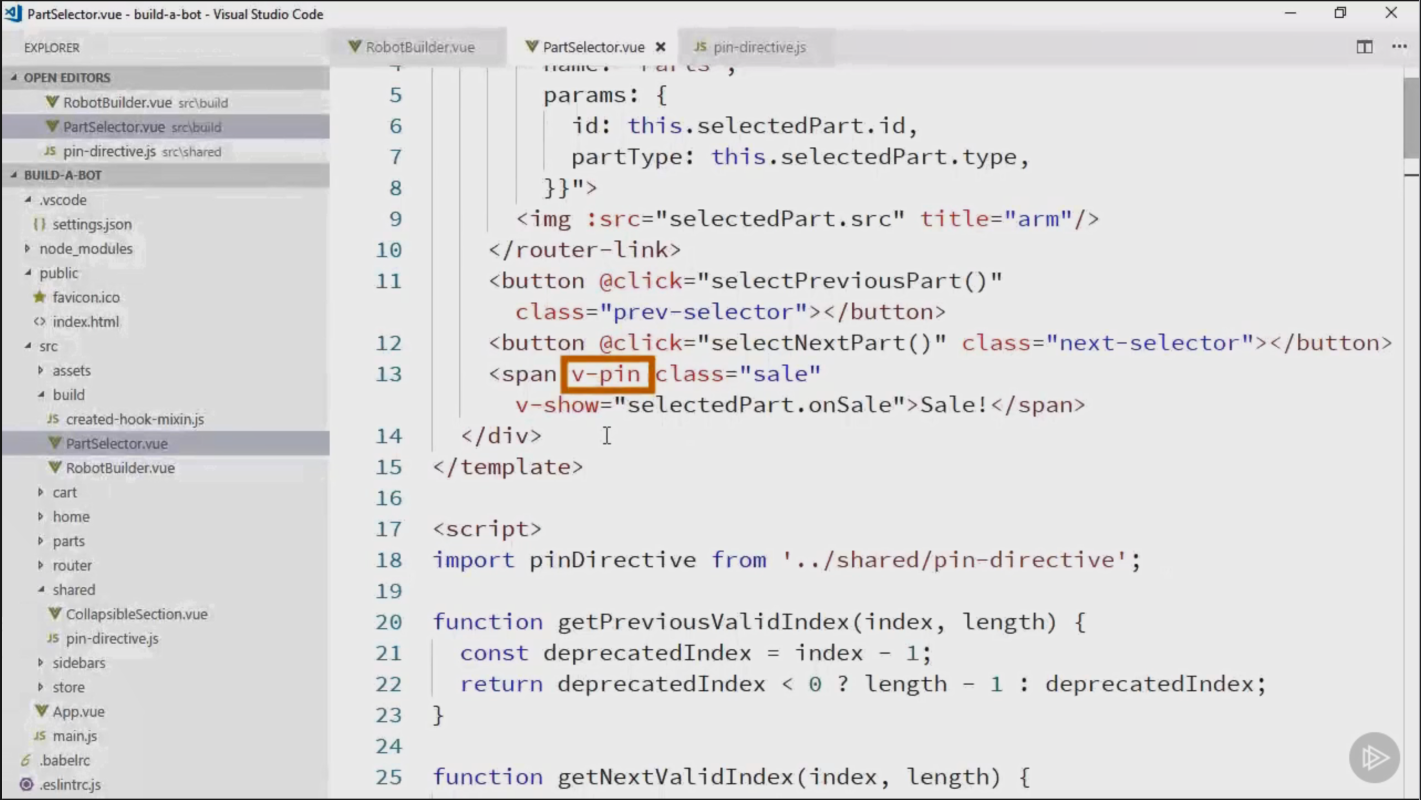 PartSelector.vue - build-a-bot - Visual Studio Code
EXPLORER
RobotBuilder.vue
PartSelector.vue
JS pin-directive.js
OPEN EDITORS
RobotBuilder.vue src\build
PartSelector.vue src\build
JS pin-directive.js src\shared
BUILD-A-BOT
.vscode
{} settings.json
node_modules
public
favicon.ico
<> index.html
src
assets
build
JS created-hook-mixin.js
PartSelector.vue
RobotBuilder.vue
cart
home
parts
router
shared
CollapsibleSection.vue
JS pin-directive.js
sidebars
store
App.vue
JS main.js
6 .babelrc
.eslintrc.js
4 name: 'Parts',
5 params: {
6 id: this.selectedPart.id,
7 partType: this.selectedPart.type,
8 }}">
9 <img :src="selectedPart.src" title="arm"/>
10 </router-link>
11 <button @click="selectPreviousPart()"
class="prev-selector"></button>
12 <button @click="selectNextPart()" class="next-selector"></button>
13 <span v-pin class="sale"
v-show="selectedPart.onSale">Sale!</span>
14 </div>
15 </template>
16
17 <script>
18 import pinDirective from '../shared/pin-directive';
19
20 function getPreviousValidIndex(index, length) {
21 const deprecatedIndex = index - 1;
22 return deprecatedIndex < 0 ? length - 1 : deprecatedIndex;
23 }
24
25 function getNextValidIndex(index, length) {